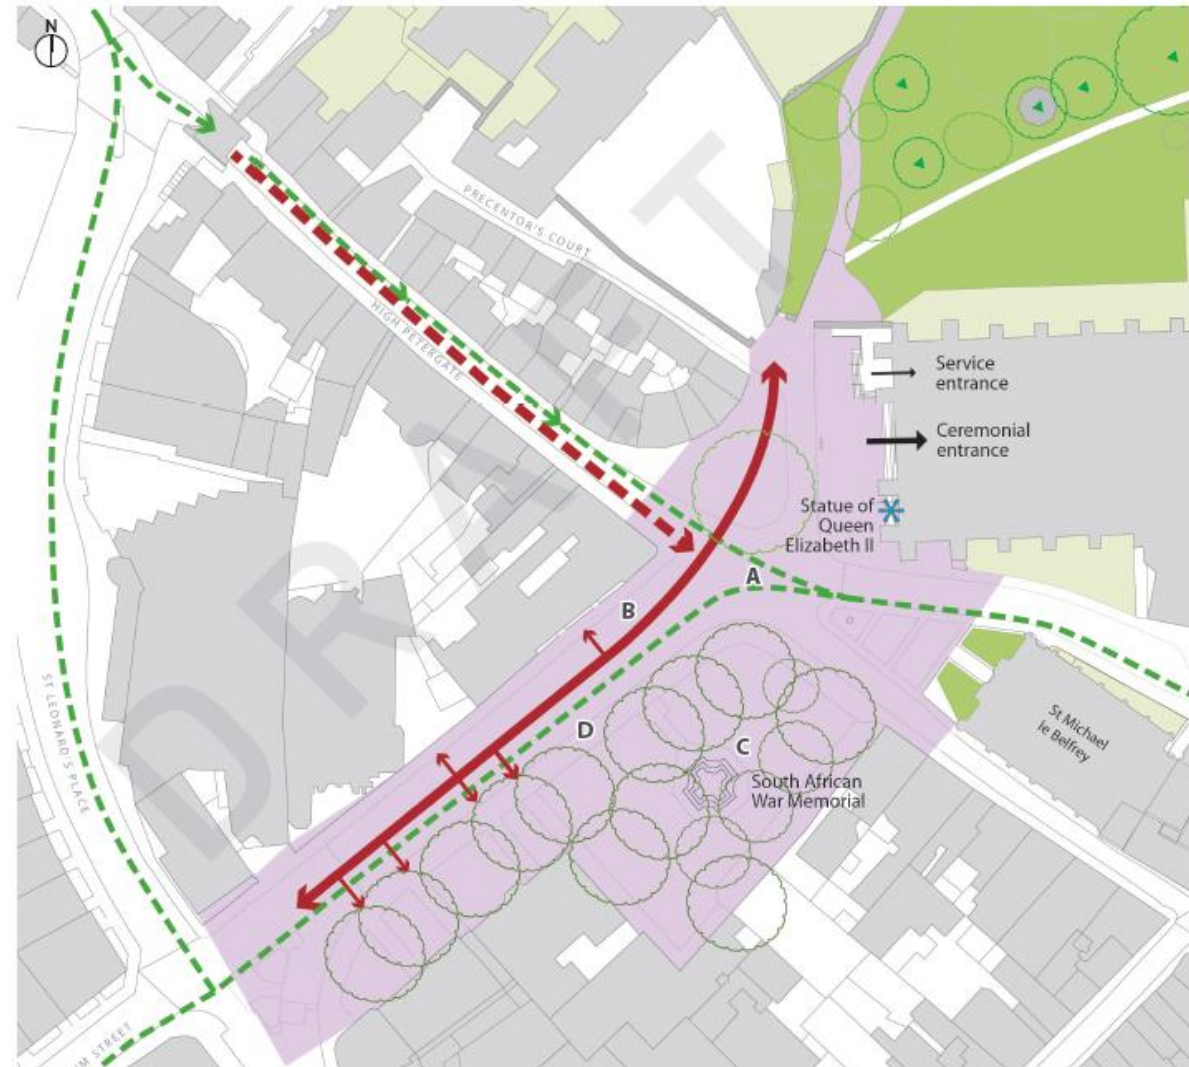 N
PRECENTOR'S COURT
HIGH PETERGATE
Service
entrance
Ceremonial
entrance
Statue of
Queen
Elizabeth II
A
B
D
C
South African
War Memorial
St Michael
le Belfrey
ST LEONARD'S PLACE
M STREET
DRAFT